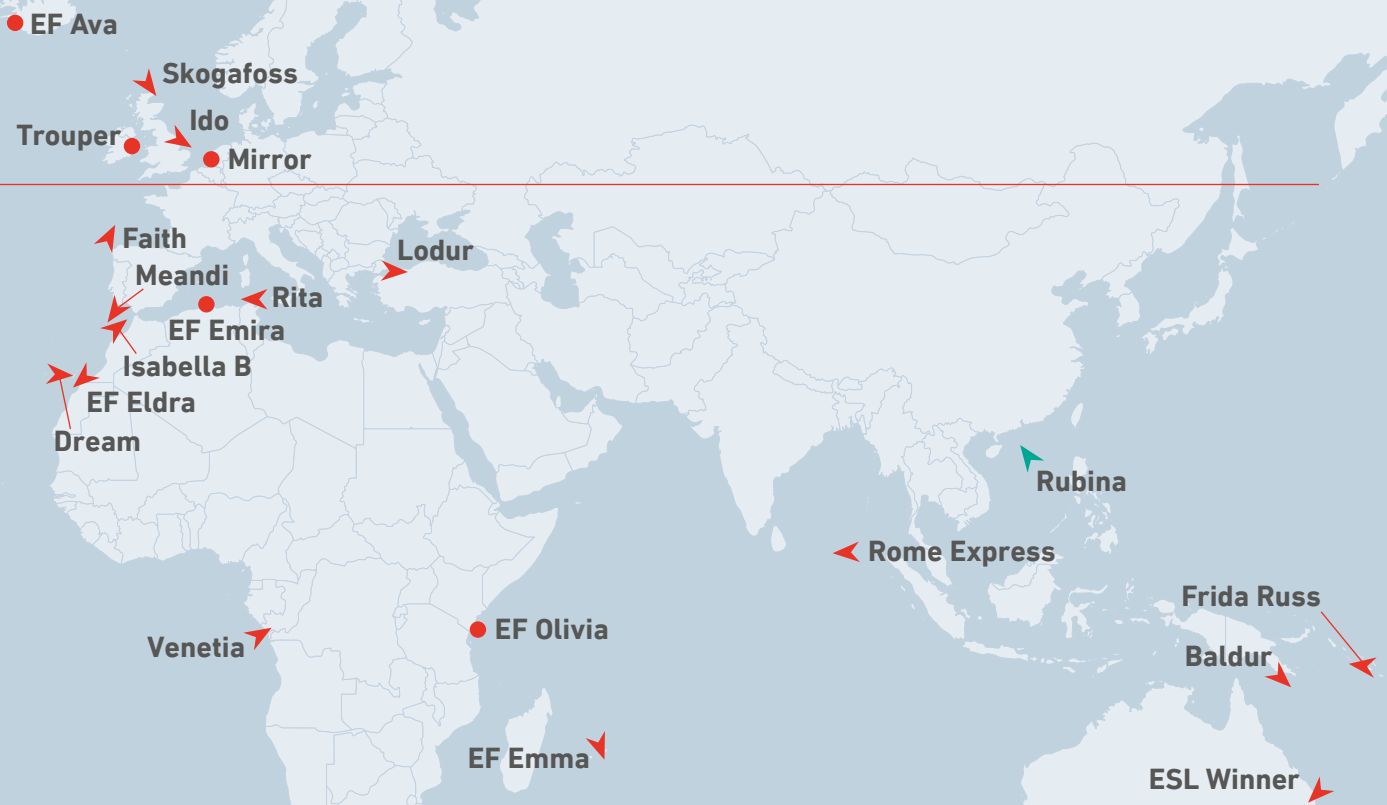 EF Ava
Skogafoss
Ido
Trouper
Mirror
Faith
Lodur
Meandi
Rita
EF Emira
Isabella B
EF Eldra
Dream
Rubina
Rome Express
Frida Russ
EF Olivia
Venetia
Baldur
EF Emma
ESL Winner